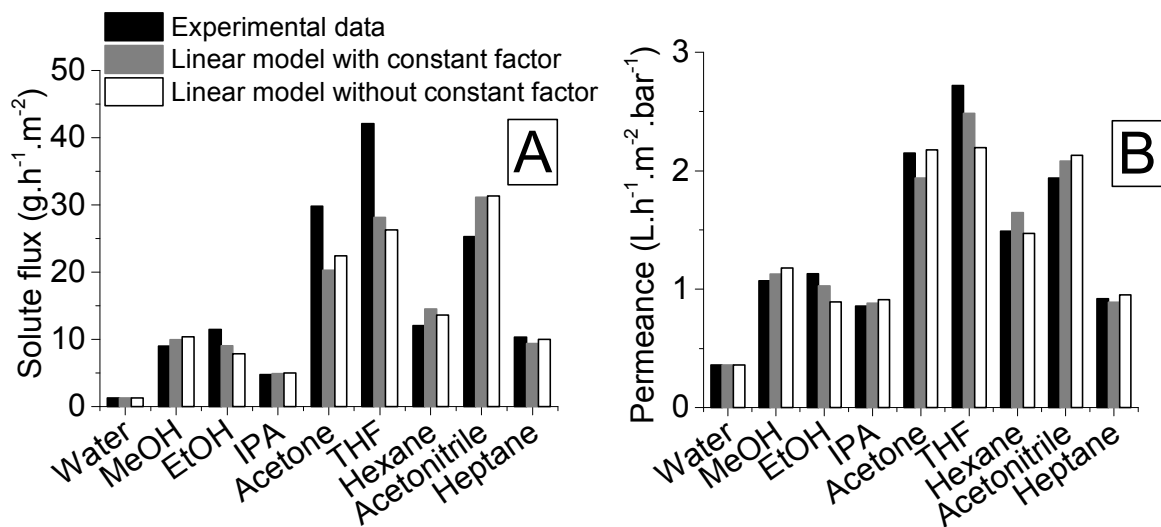 Experimental data
Linear model with constant factor
Linear model without constant factor
A
Solute flux (g.h⁻¹.m⁻²)
50
40
30
20
10
0
Water
MeOH
EtOH
IPA
Acetone
THF
Hexane
Acetonitrile
Heptane
B
Permeance (L.h⁻¹.m⁻².bar⁻¹)
3
2
1
0
Water
MeOH
EtOH
IPA
Acetone
THF
Hexane
Acetonitrile
Heptane